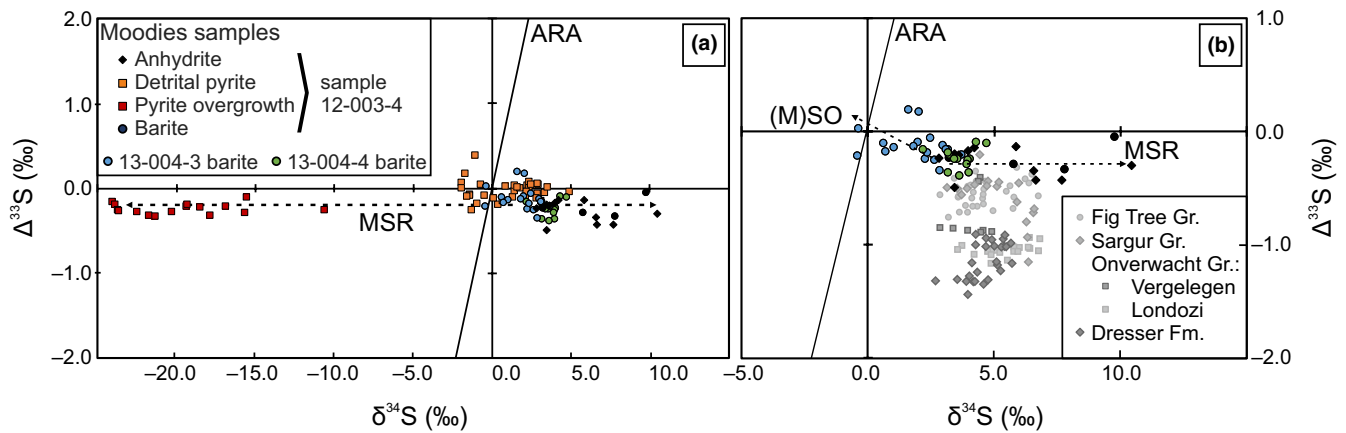 Moodies samples
Anhydrite
Detrital pyrite
Pyrite overgrowth
Barite
sample
12-003-4
13-004-3 barite 13-004-4 barite
ARA
(a)
MSR
2.0
1.0
0.0
–1.0
–2.0
Δ³³S (‰)
–20.0 –15.0 –10.0 –5.0 0.0 5.0 10.0
δ³⁴S (‰)
ARA
(b)
(M)SO
MSR
Fig Tree Gr.
Sargur Gr.
Onverwacht Gr.:
Vergelegen
Londozi
Dresser Fm.
1.0
0.0
–1.0
–2.0
Δ³³S (‰)
–5.0 0.0 5.0 10.0
δ³⁴S (‰)